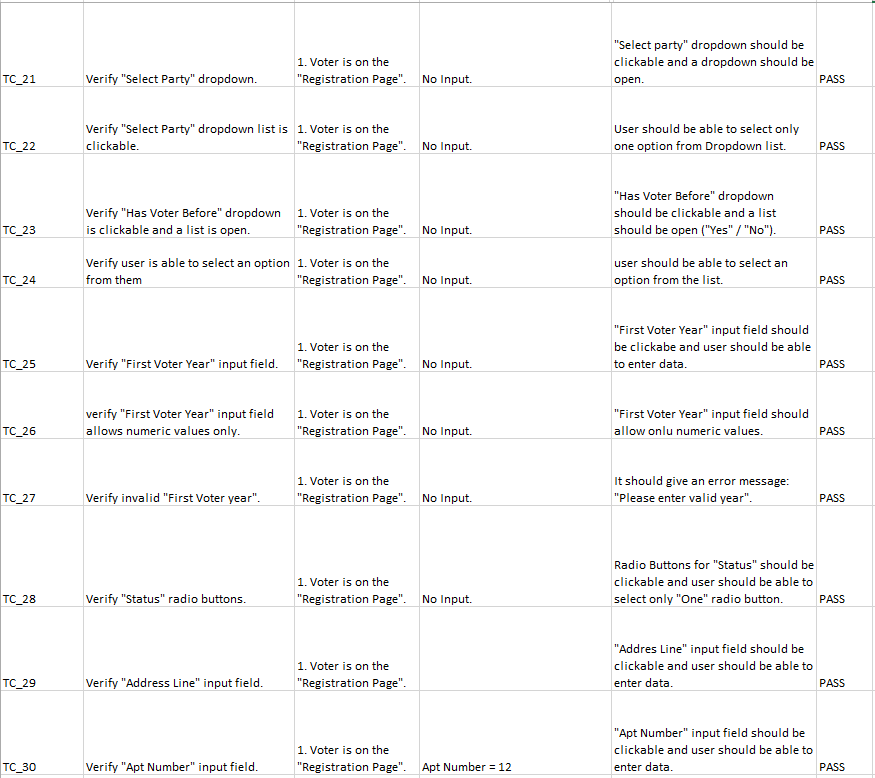 "Select party" dropdown should be
1. Voter is on the clickable and a dropdown should be
TC_21 Verify "Select Party" dropdown. "Registration Page". No Input. open. PASS
Verify "Select Party" dropdown list is 1. Voter is on the User should be able to select only
TC_22 clickable. "Registration Page". No Input. one option from Dropdown list. PASS
"Has Voter Before" dropdown
Verify "Has Voter Before" dropdown 1. Voter is on the should be clickable and a list
TC_23 is clickable and a list is open. "Registration Page". No Input. should be open ("Yes" / "No"). PASS
Verify user is able to select an option 1. Voter is on the user should be able to select an
TC_24 from them "Registration Page". No Input. option from the list. PASS
"First Voter Year" input field should
1. Voter is on the be clickabe and user should be able
TC_25 Verify "First Voter Year" input field. "Registration Page". No Input. to enter data. PASS
verify "First Voter Year" input field 1. Voter is on the "First Voter Year" input field should
TC_26 allows numeric values only. "Registration Page". No Input. allow onlu numeric values. PASS
1. Voter is on the It should give an error message:
TC_27 Verify invalid "First Voter year". "Registration Page". No Input. "Please enter valid year". PASS
Radio Buttons for "Status" should be
1. Voter is on the clickable and user should be able to
TC_28 Verify "Status" radio buttons. "Registration Page". No Input. select only "One" radio button. PASS
"Addres Line" input field should be
1. Voter is on the clickable and user should be able to
TC_29 Verify "Address Line" input field. "Registration Page". enter data. PASS
"Apt Number" input field should be
1. Voter is on the clickable and user should be able to
TC_30 Verify "Apt Number" input field. "Registration Page". Apt Number = 12 enter data. PASS